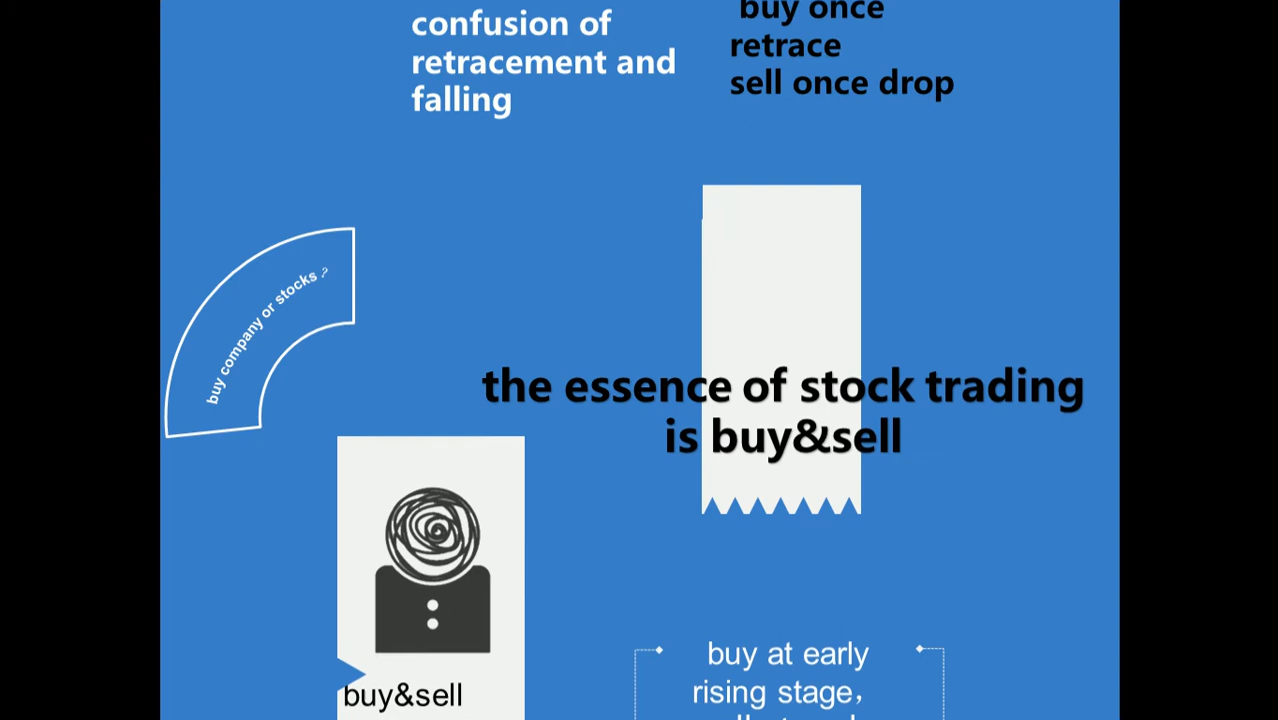 confusion of
retracement and
falling
buy once
retrace
sell once drop
buy company or stocks ?
the essence of stock trading
is buy&sell
buy&sell
buy at early
rising stage，